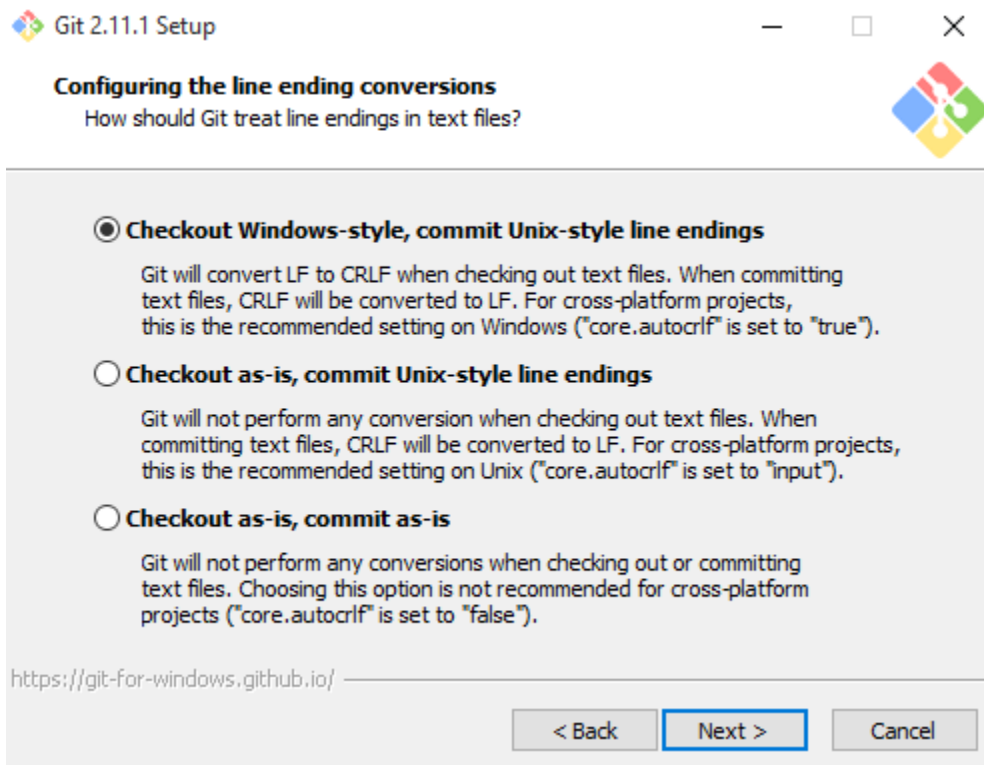 Git 2.11.1 Setup
Configuring the line ending conversions
How should Git treat line endings in text files?
Checkout Windows-style, commit Unix-style line endings
Git will convert LF to CRLF when checking out text files. When committing
text files, CRLF will be converted to LF. For cross-platform projects,
this is the recommended setting on Windows ("core.autocrlf" is set to "true").
Checkout as-is, commit Unix-style line endings
Git will not perform any conversion when checking out text files. When
committing text files, CRLF will be converted to LF. For cross-platform projects,
this is the recommended setting on Unix ("core.autocrlf" is set to "input").
Checkout as-is, commit as-is
Git will not perform any conversions when checking out or committing
text files. Choosing this option is not recommended for cross-platform
projects ("core.autocrlf" is set to "false").
https://git-for-windows.github.io/
< Back Next > Cancel